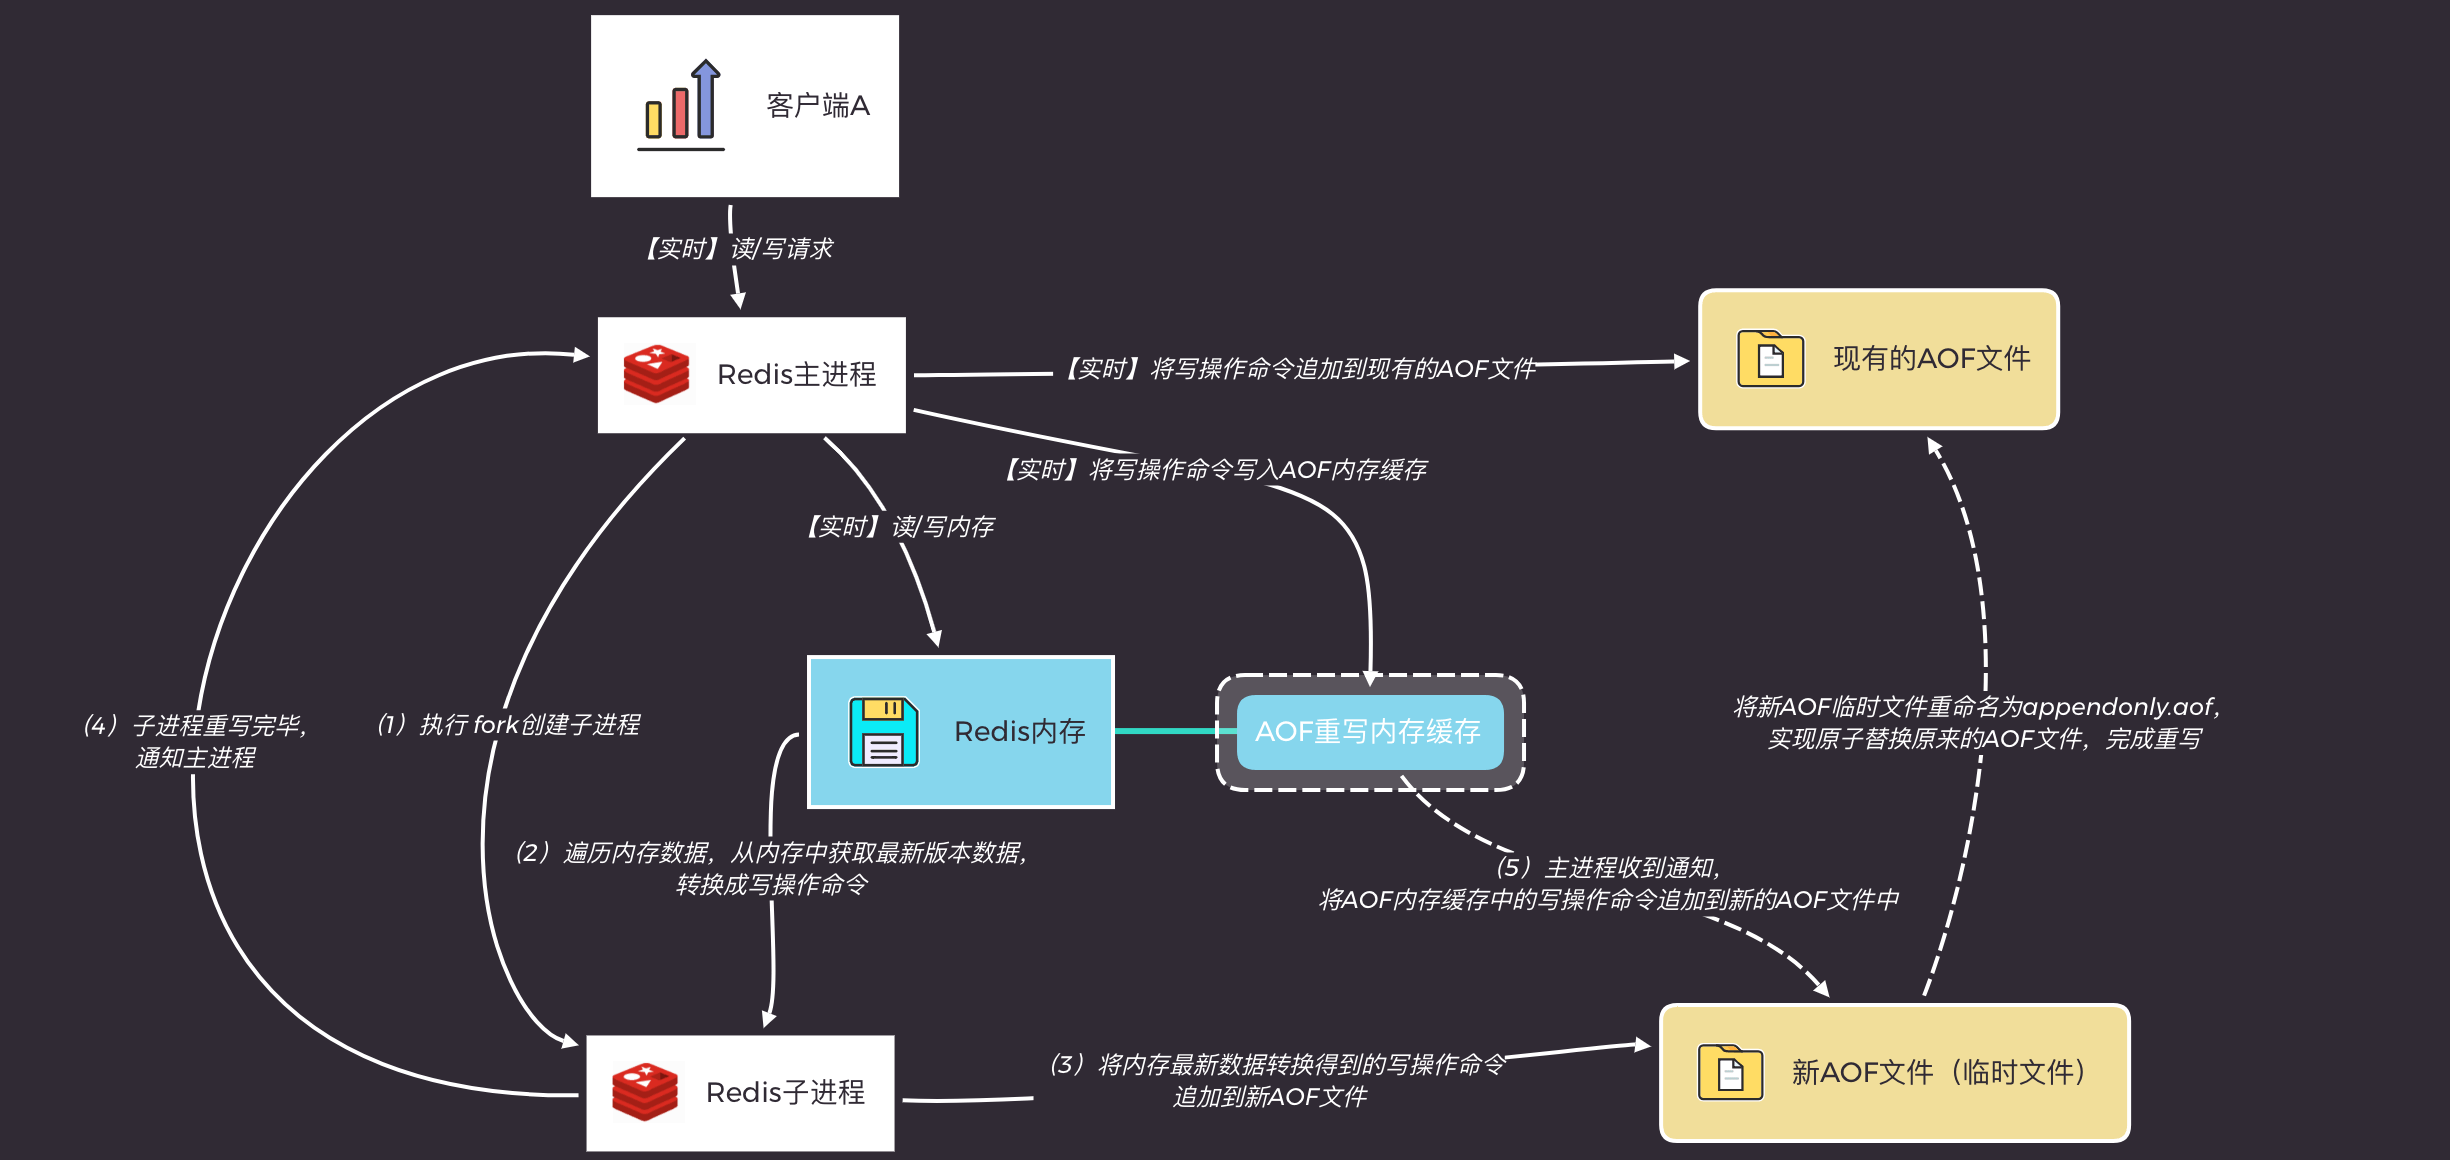 客户端A
【实时】读/写请求
Redis主进程
【实时】将写操作命令追加到现有的AOF文件
现有的AOF文件
【实时】将写操作命令写入AOF内存缓存
【实时】读/写内存
（4）子进程重写完毕，
通知主进程
（1）执行 fork创建子进程
Redis内存
AOF重写内存缓存
将新AOF临时文件重命名为appendonly.aof，
实现原子替换原来的AOF文件，完成重写
（2）遍历内存数据，从内存中获取最新版本数据，
转换成写操作命令
（5）主进程收到通知，
将AOF内存缓存中的写操作命令追加到新的AOF文件中
Redis子进程
（3）将内存最新数据转换得到的写操作命令
追加到新AOF文件
新AOF文件（临时文件）